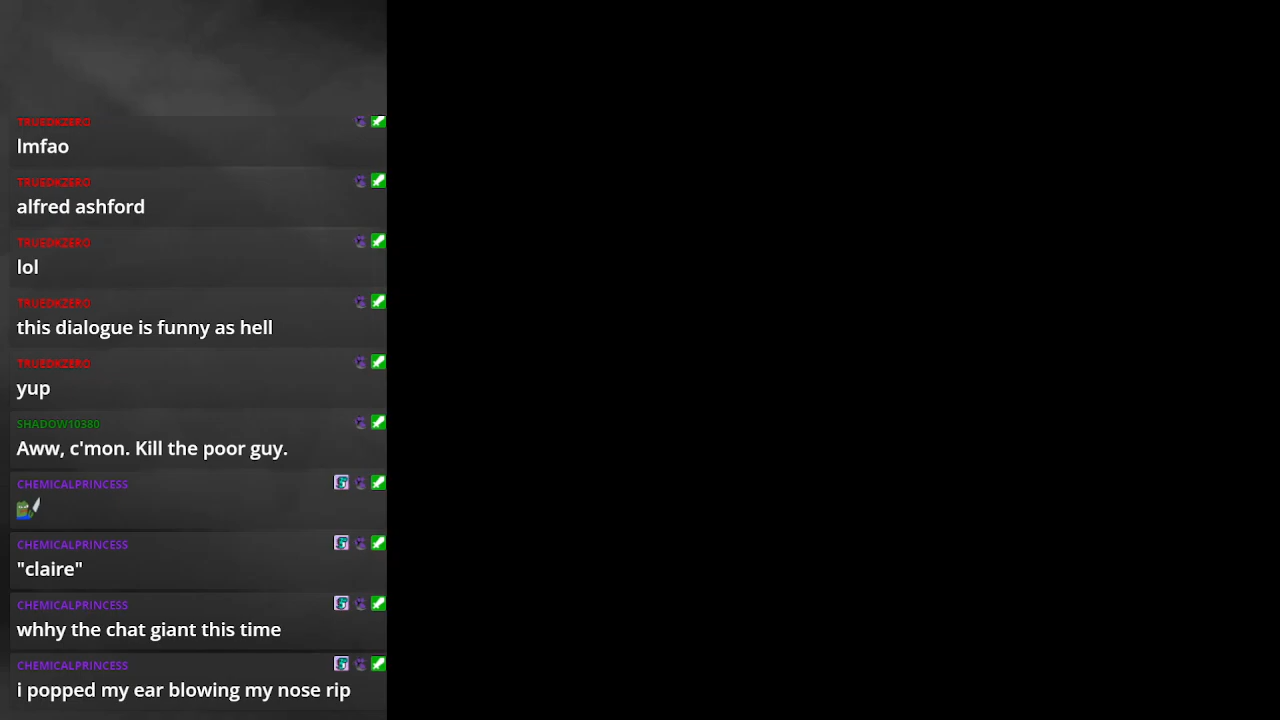 TRUEDKZERO
lmfao
TRUEDKZERO
alfred ashford
TRUEDKZERO
lol
TRUEDKZERO
this dialogue is funny as hell
TRUEDKZERO
yup
SHADOW10380
Aww, c'mon. Kill the poor guy.
CHEMICALPRINCESS
CHEMICALPRINCESS
"claire"
CHEMICALPRINCESS
whhy the chat giant this time
CHEMICALPRINCESS
i popped my ear blowing my nose rip